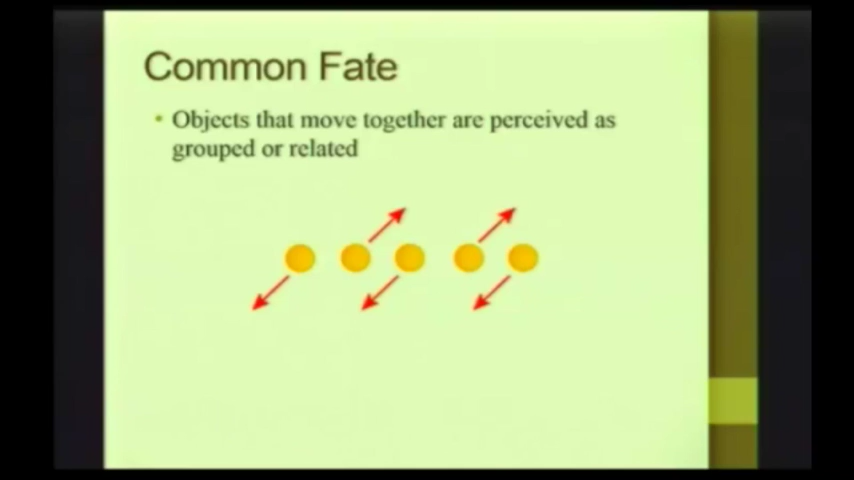 Common Fate
• Objects that move together are perceived as
grouped or related